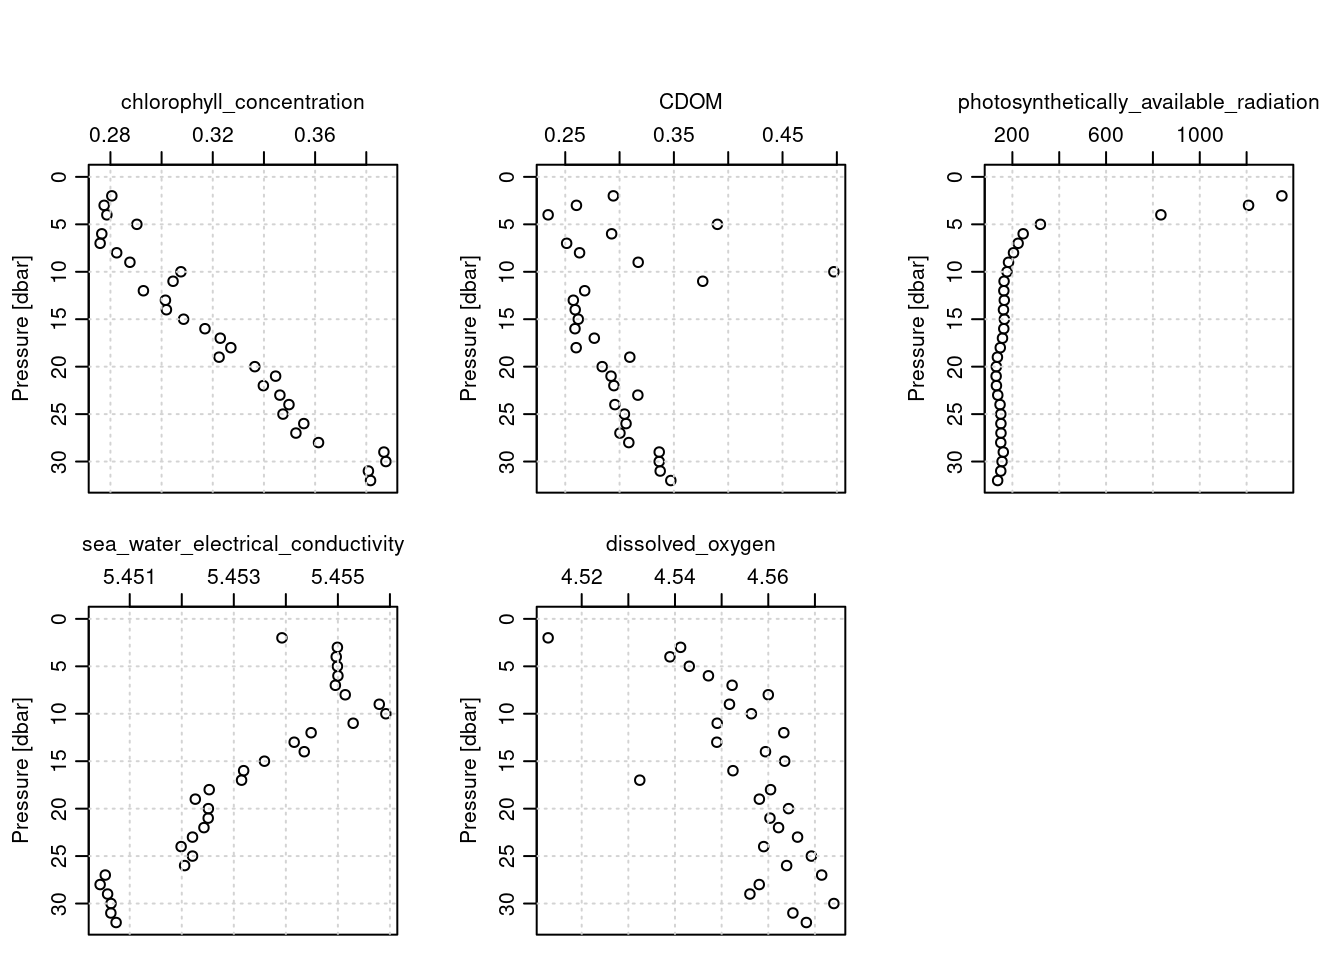 chlorophyll_concentration
0.28 0.32 0.36
Pressure [dbar]
0 5 10 15 20 25 30
CDOM
0.25 0.35 0.45
Pressure [dbar]
0 5 10 15 20 25 30
photosynthetically_available_radiation
200 600 1000
Pressure [dbar]
0 5 10 15 20 25 30
sea_water_electrical_conductivity
5.451 5.453 5.455
Pressure [dbar]
0 5 10 15 20 25 30
dissolved_oxygen
4.52 4.54 4.56
Pressure [dbar]
0 5 10 15 20 25 30